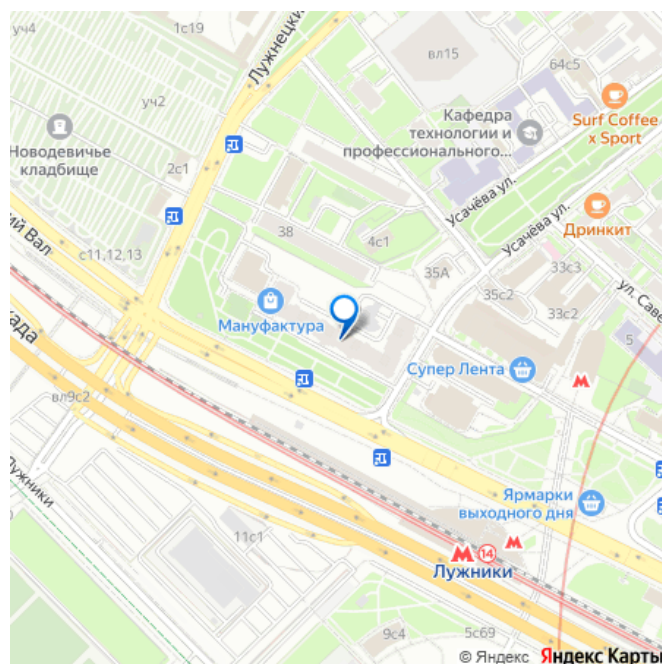 уч4
1с19
Лужнецкий
вл15
64с5
Surf Coffee
x Sport
уч2
Кафедра
технологии и
профессионального...
Новодевичье
кладбище
2с1
Усачёва ул.
Усачёва ул.
Дринкит
ий Вал
с11,12,13
38
4с1
35А
33с3
35с2
33с2
ул. Саве
5
Мануфактура
када
Супер Лента
вл9с2
Лужники
Ярмарки
выходного дня
11с1
14
Лужники
9с4
5с69
© Яндекс Яндекс Карты